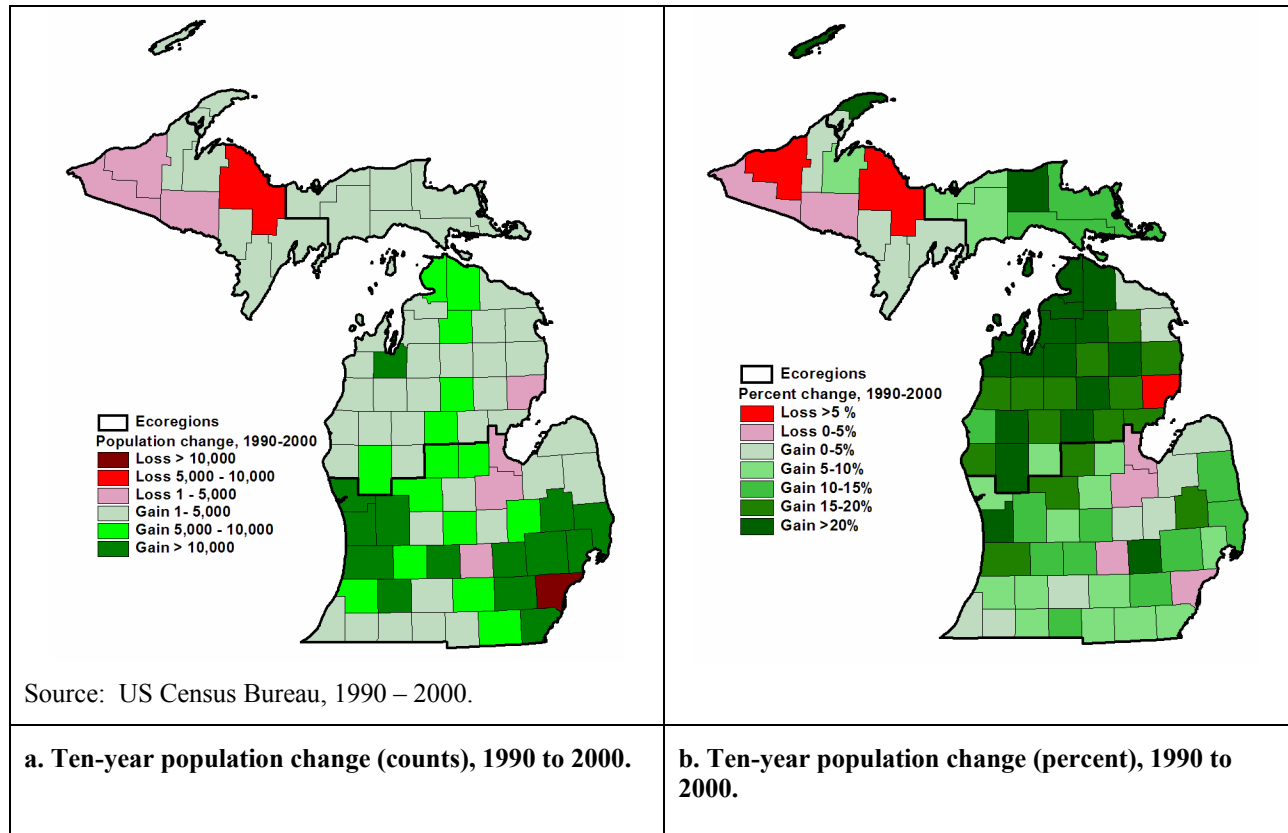 Ecoregions
Population change, 1990-2000
Loss > 10,000
Loss 5,000 - 10,000
Loss 1 - 5,000
Gain 1- 5,000
Gain 5,000 - 10,000
Gain > 10,000
Source: US Census Bureau, 1990 – 2000.
Ecoregions
Percent change, 1990-2000
Loss >5 %
Loss 0-5%
Gain 0-5%
Gain 5-10%
Gain 10-15%
Gain 15-20%
Gain >20%
a. Ten-year population change (counts), 1990 to 2000.
b. Ten-year population change (percent), 1990 to
2000.